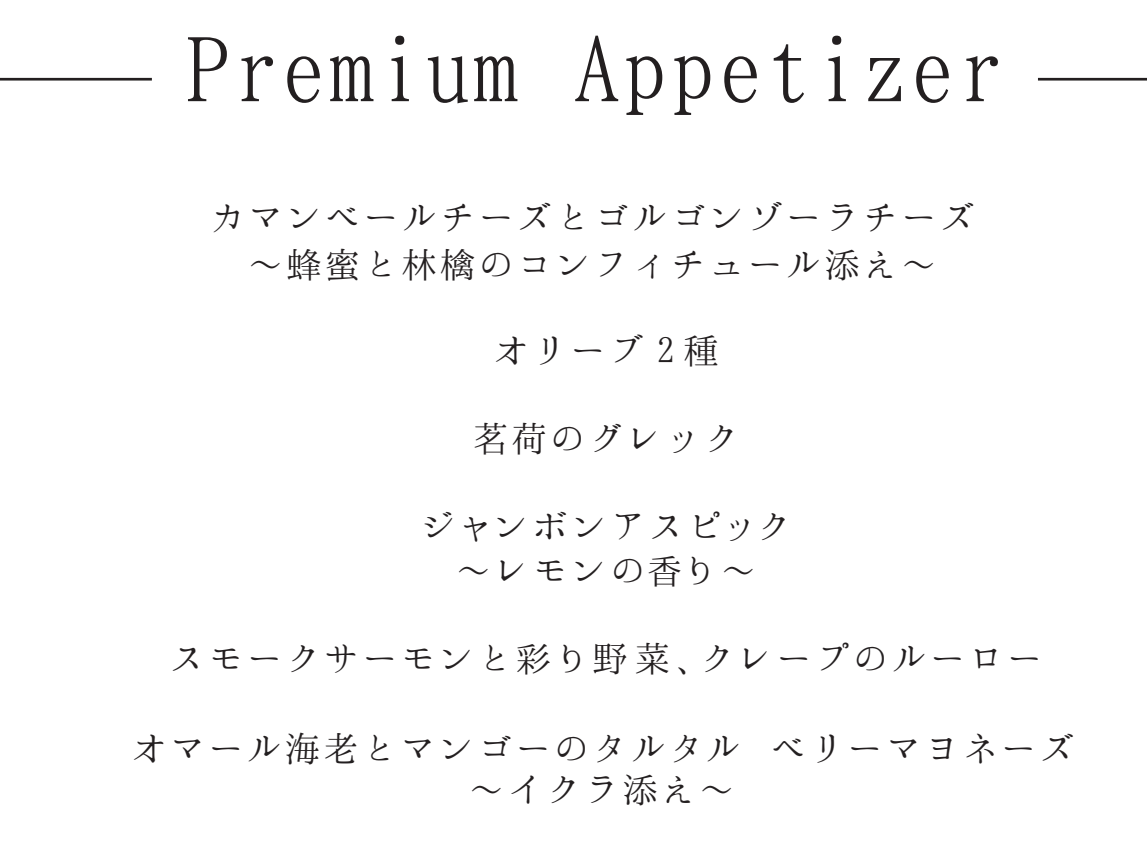 Premium Appetizer
カマンベールチーズとゴルゴンゾーラチーズ
～蜂蜜と林檎のコンフィチュール添え～
オリーブ2種
茗荷のグレック
ジャンボンアスピック
～レモンの香り～
スモークサーモンと彩り野菜、クレープのルーロー
オマール海老とマンゴーのタルタル　ベリーマヨネーズ
～イクラ添え～